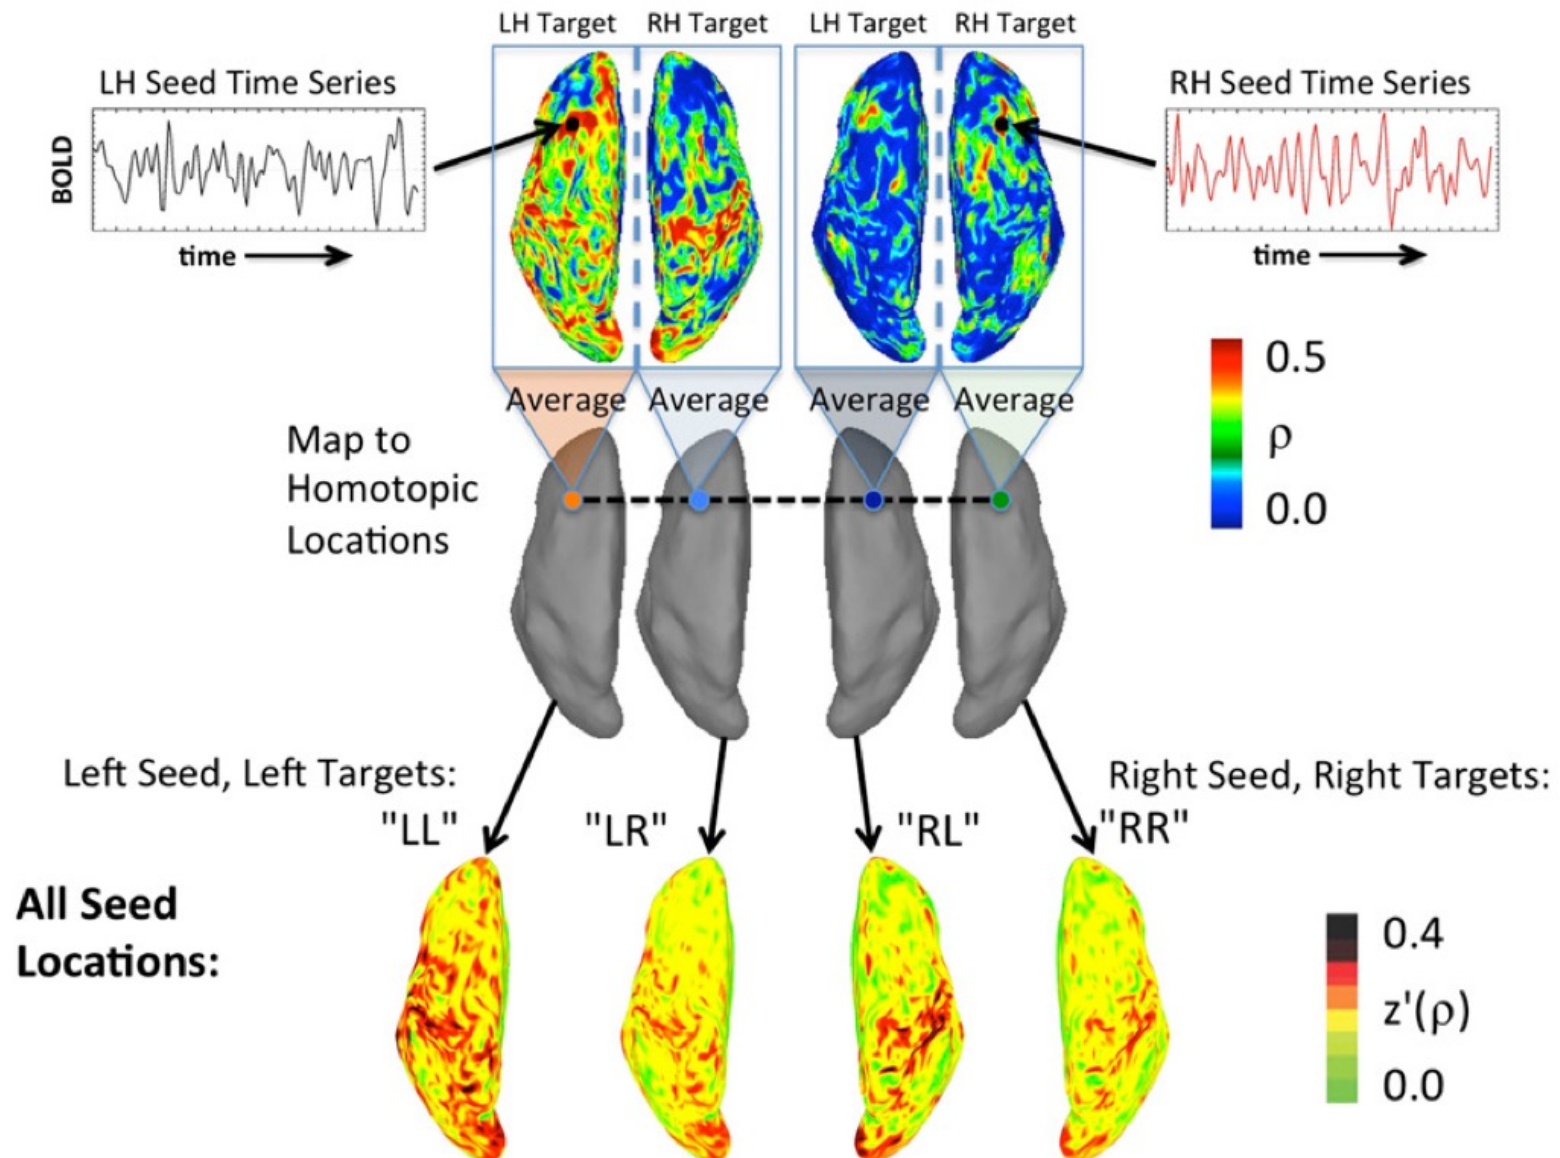 LH Target RH Target LH Target RH Target
LH Seed Time Series
RH Seed Time Series
BOLD
time
time
0.5
ρ
0.0
Average Average Average Average
Map to
Homotopic
Locations
Left Seed, Left Targets:
Right Seed, Right Targets:
"LL" "LR" "RL" "RR"
All Seed
Locations:
0.4
z'(ρ)
0.0